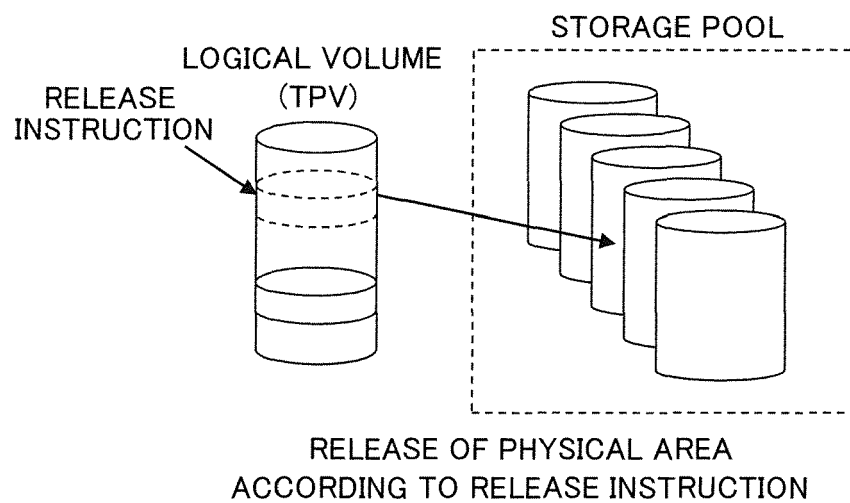 STORAGE POOL
LOGICAL VOLUME
(TPV)
RELEASE
INSTRUCTION
RELEASE OF PHYSICAL AREA
ACCORDING TO RELEASE INSTRUCTION